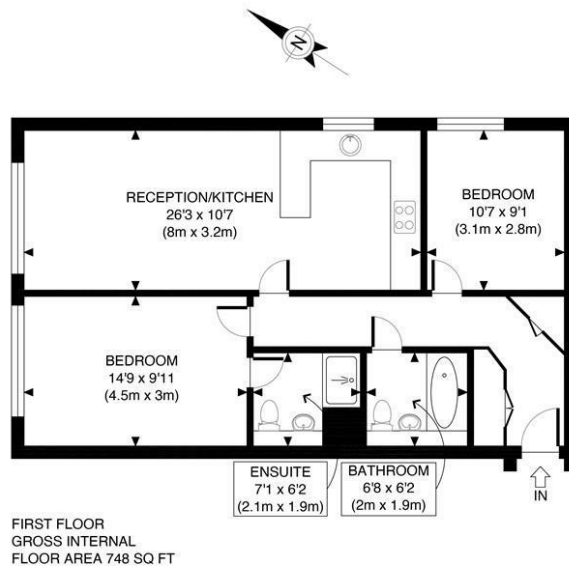 N
RECEPTION/KITCHEN
26'3 x 10'7
(8m x 3.2m)
BEDROOM
10'7 x 9'1
(3.1m x 2.8m)
BEDROOM
14'9 x 9'11
(4.5m x 3m)
ENSUITE
7'1 x 6'2
(2.1m x 1.9m)
BATHROOM
6'8 x 6'2
(2m x 1.9m)
IN
FIRST FLOOR
GROSS INTERNAL
FLOOR AREA 748 SQ FT